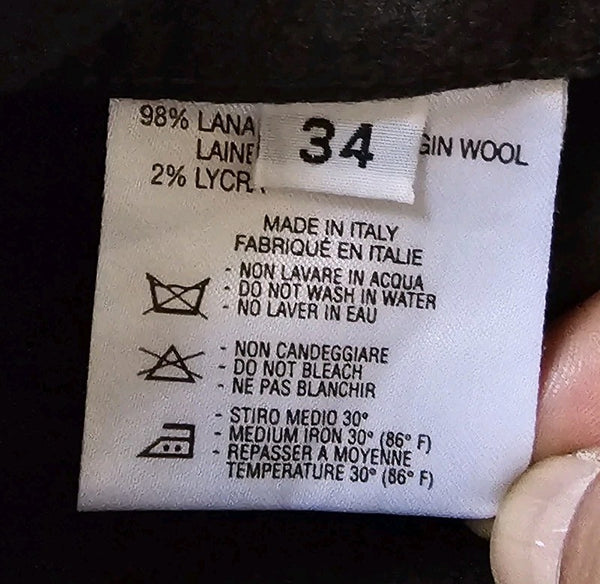 98% LANA
34
GIN WOOL
LAINE
2% LYCR
MADE IN ITALY
FABRIQUÉ EN ITALIE
- NON LAVARE IN ACQUA
- DO NOT WASH IN WATER
- NO LAVER IN EAU
- NON CANDEGGIARE
- DO NOT BLEACH
- NE PAS BLANCHIR
- STIRO MEDIO 30°
- MEDIUM IRON 30° (86° F)
- REPASSER A MOYENNE
TEMPERATURE 30° (86° F)